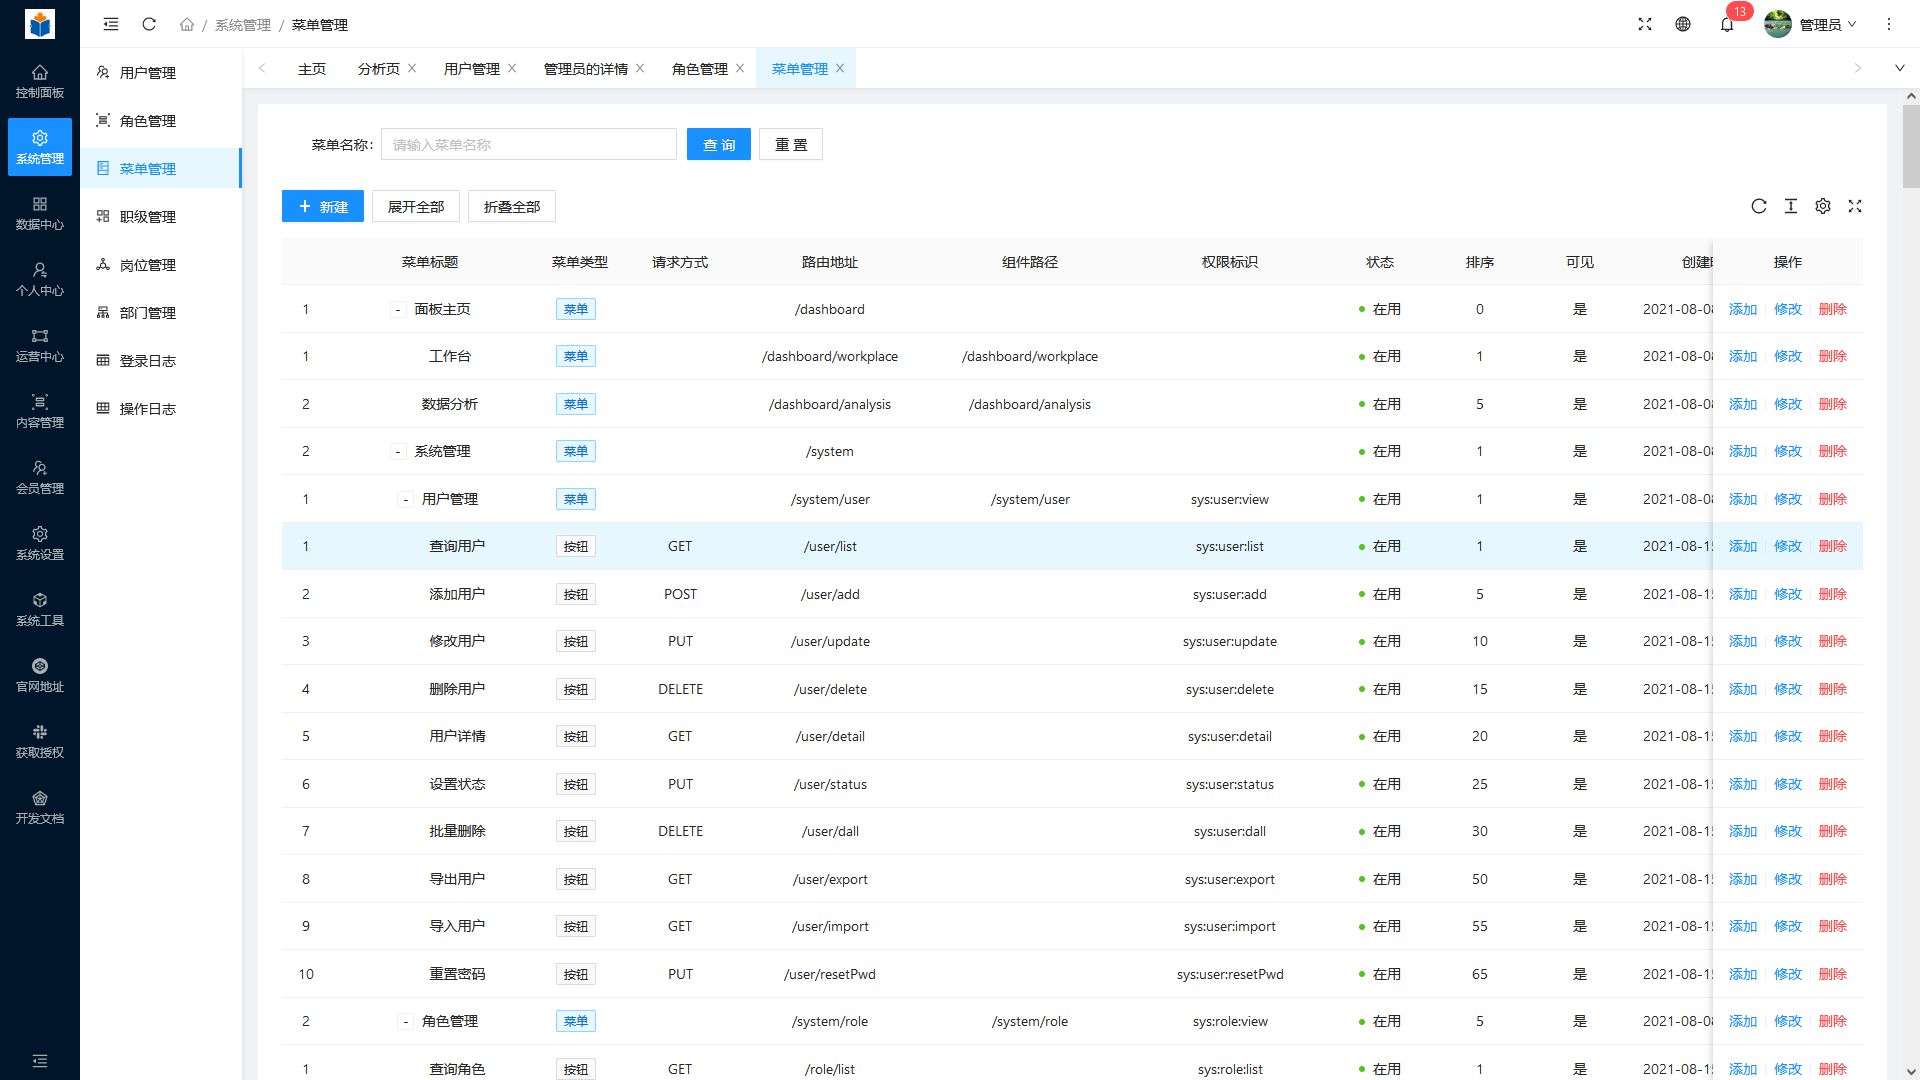 系统管理 / 菜单管理
13
管理员
控制面板
系统管理
数据中心
个人中心
运营中心
内容管理
会员管理
系统设置
系统工具
官网地址
获取授权
开发文档
用户管理
角色管理
菜单管理
职级管理
岗位管理
部门管理
登录日志
操作日志
主页 分析页 用户管理 管理员的详情 角色管理 菜单管理
菜单名称: 请输入菜单名称 查 询 重 置
新建 展开全部 折叠全部
菜单标题 菜单类型 请求方式 路由地址 组件路径 权限标识 状态 排序 可见 创建 操作
1 - 面板主页 菜单 /dashboard 在用 0 是 2021-08-08 添加 修改 删除
1 工作台 菜单 /dashboard/workplace /dashboard/workplace 在用 1 是 2021-08-08 添加 修改 删除
2 数据分析 菜单 /dashboard/analysis /dashboard/analysis 在用 5 是 2021-08-08 添加 修改 删除
2 - 系统管理 菜单 /system 在用 1 是 2021-08-08 添加 修改 删除
1 - 用户管理 菜单 /system/user /system/user sys:user:view 在用 1 是 2021-08-08 添加 修改 删除
1 查询用户 按钮 GET /user/list sys:user:list 在用 1 是 2021-08-15 添加 修改 删除
2 添加用户 按钮 POST /user/add sys:user:add 在用 5 是 2021-08-15 添加 修改 删除
3 修改用户 按钮 PUT /user/update sys:user:update 在用 10 是 2021-08-15 添加 修改 删除
4 删除用户 按钮 DELETE /user/delete sys:user:delete 在用 15 是 2021-08-15 添加 修改 删除
5 用户详情 按钮 GET /user/detail sys:user:detail 在用 20 是 2021-08-15 添加 修改 删除
6 设置状态 按钮 PUT /user/status sys:user:status 在用 25 是 2021-08-15 添加 修改 删除
7 批量删除 按钮 DELETE /user/dall sys:user:dall 在用 30 是 2021-08-15 添加 修改 删除
8 导出用户 按钮 GET /user/export sys:user:export 在用 50 是 2021-08-15 添加 修改 删除
9 导入用户 按钮 GET /user/import sys:user:import 在用 55 是 2021-08-15 添加 修改 删除
10 重置密码 按钮 PUT /user/resetPwd sys:user:resetPwd 在用 65 是 2021-08-15 添加 修改 删除
2 - 角色管理 菜单 /system/role /system/role sys:role:view 在用 5 是 2021-08-08 添加 修改 删除
1 查询角色 按钮 GET /role/list sys:role:list 在用 1 是 2021-08-15 添加 修改 删除